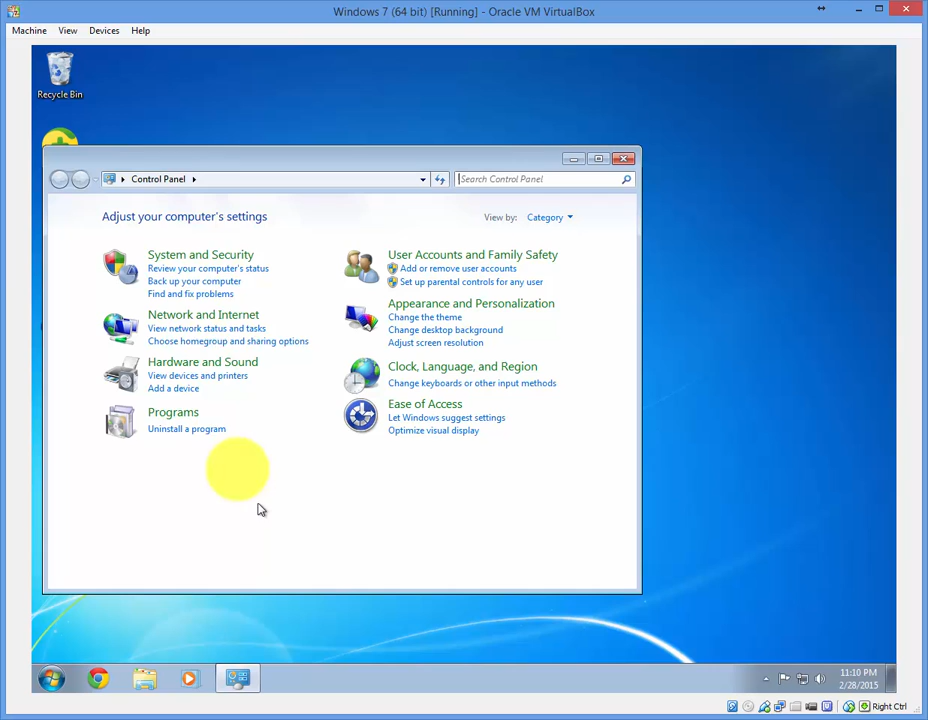 Windows 7 (64 bit) [Running] - Oracle VM VirtualBox
Machine View Devices Help
Recycle Bin
Control Panel
Search Control Panel
Adjust your computer's settings
View by: Category
System and Security
Review your computer's status
Back up your computer
Find and fix problems
Network and Internet
View network status and tasks
Choose homegroup and sharing options
Hardware and Sound
View devices and printers
Add a device
Programs
Uninstall a program
User Accounts and Family Safety
Add or remove user accounts
Set up parental controls for any user
Appearance and Personalization
Change the theme
Change desktop background
Adjust screen resolution
Clock, Language, and Region
Change keyboards or other input methods
Ease of Access
Let Windows suggest settings
Optimize visual display
11:10 PM
2/28/2015
Right Ctrl